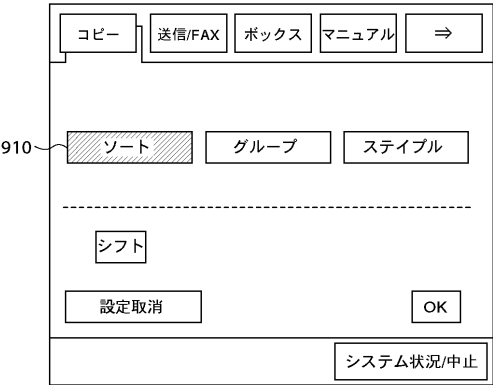 コピー 送信/FAX ボックス マニュアル ⇒
910 ソート グループ ステイプル
シフト
設定取消 OK
システム状況/中止